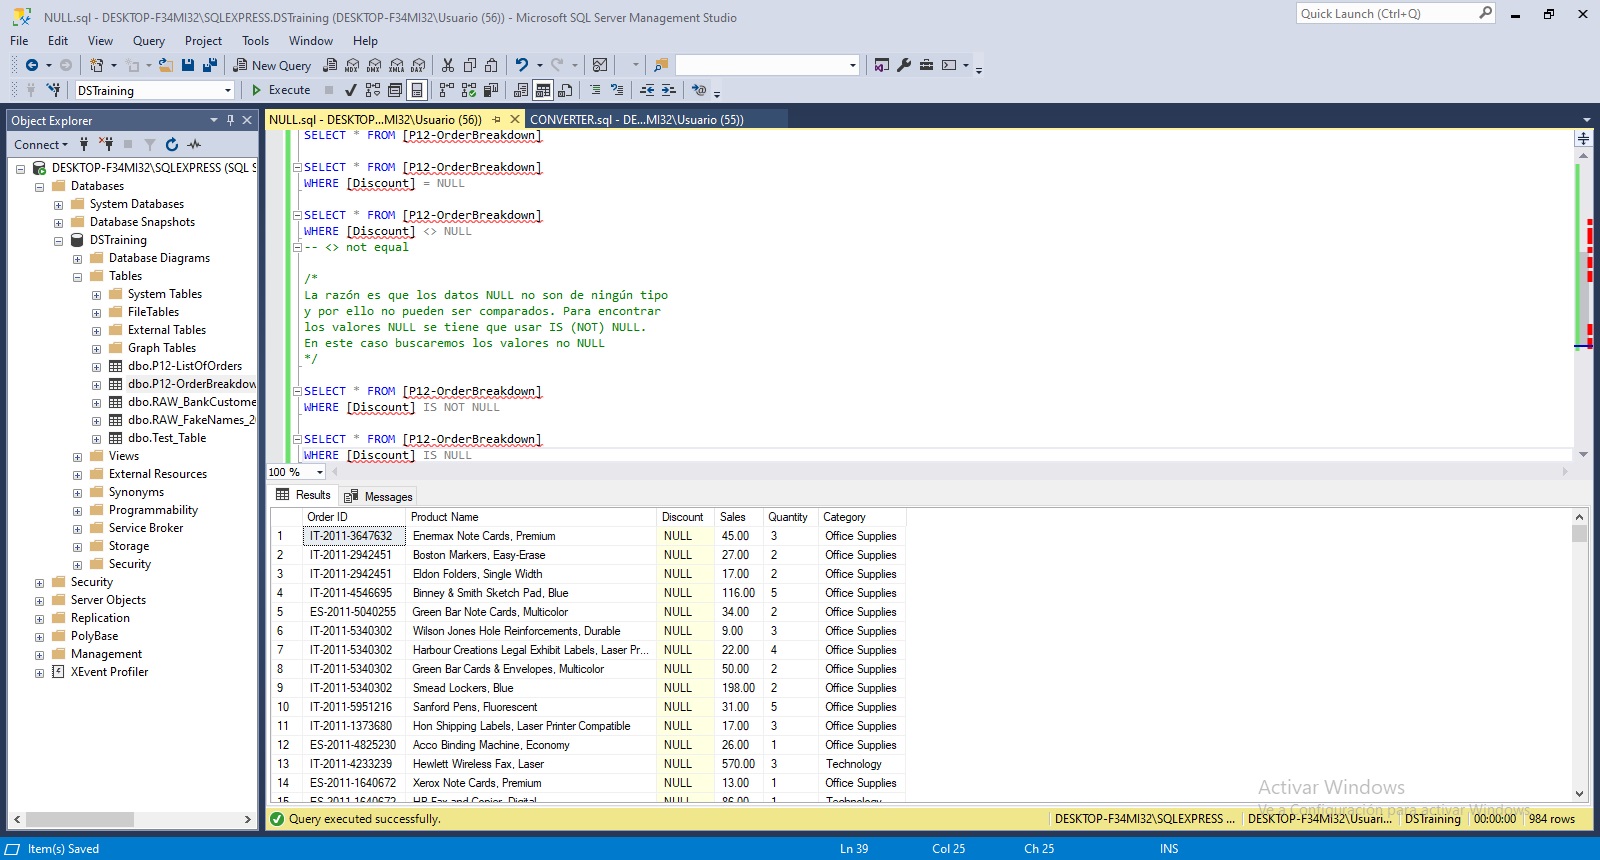 NULL.sql - DESKTOP-F34MI32\SQLEXPRESS.DSTraining (DESKTOP-F34MI32\Usuario (56)) - Microsoft SQL Server Management Studio
Quick Launch (Ctrl+Q)
File Edit View Query Project Tools Window Help
New Query MDX DMX XMLA DAX
DSTraining Execute
Object Explorer
NULL.sql - DESKTOP...MI32\Usuario (56)) CONVERTER.sql - DE...MI32\Usuario (55))
Connect
DESKTOP-F34MI32\SQLEXPRESS (SQL S
Databases
System Databases
Database Snapshots
DSTraining
Database Diagrams
Tables
System Tables
FileTables
External Tables
Graph Tables
dbo.P12-ListOfOrders
dbo.P12-OrderBreakdow
dbo.RAW_BankCustome
dbo.RAW_FakeNames_2
dbo.Test_Table
Views
External Resources
Synonyms
Programmability
Service Broker
Storage
Security
Security
Server Objects
Replication
PolyBase
Management
XEvent Profiler
SELECT * FROM [P12-OrderBreakdown]
SELECT * FROM [P12-OrderBreakdown]
WHERE [Discount] = NULL
SELECT * FROM [P12-OrderBreakdown]
WHERE [Discount] <> NULL
-- <> not equal
/*
La razón es que los datos NULL no son de ningún tipo
y por ello no pueden ser comparados. Para encontrar
los valores NULL se tiene que usar IS (NOT) NULL.
En este caso buscaremos los valores no NULL
*/
SELECT * FROM [P12-OrderBreakdown]
WHERE [Discount] IS NOT NULL
SELECT * FROM [P12-OrderBreakdown]
WHERE [Discount] IS NULL
100 %
Results Messages
Order ID Product Name Discount Sales Quantity Category
1 IT-2011-3647632 Enermax Note Cards, Premium NULL 45.00 3 Office Supplies
2 IT-2011-2942451 Boston Markers, Easy-Erase NULL 27.00 2 Office Supplies
3 IT-2011-2942451 Eldon Folders, Single Width NULL 17.00 2 Office Supplies
4 IT-2011-4546695 Binney & Smith Sketch Pad, Blue NULL 116.00 5 Office Supplies
5 ES-2011-5040255 Green Bar Note Cards, Multicolor NULL 34.00 2 Office Supplies
6 IT-2011-5340302 Wilson Jones Hole Reinforcements, Durable NULL 9.00 3 Office Supplies
7 IT-2011-5340302 Harbour Creations Legal Exhibit Labels, Laser Pr... NULL 22.00 4 Office Supplies
8 IT-2011-5340302 Green Bar Cards & Envelopes, Multicolor NULL 50.00 2 Office Supplies
9 IT-2011-5340302 Smead Lockers, Blue NULL 198.00 2 Office Supplies
10 IT-2011-5951216 Sanford Pens, Fluorescent NULL 31.00 5 Office Supplies
11 IT-2011-1373680 Hon Shipping Labels, Laser Printer Compatible NULL 17.00 3 Office Supplies
12 ES-2011-4825230 Acco Binding Machine, Economy NULL 26.00 1 Office Supplies
13 IT-2011-4233239 Hewlett Wireless Fax, Laser NULL 570.00 3 Technology
14 ES-2011-1640672 Xerox Note Cards, Premium NULL 13.00 1 Office Supplies
15 ES-2011-1640672 HP Fax and Copier, Digital NULL 86.00 1 Technology
Activar Windows
Ve a Configuración para activar Windows.
Query executed successfully. DESKTOP-F34MI32\SQLEXPRESS ... DESKTOP-F34MI32\Usuari... DSTraining 00:00:00 984 rows
Item(s) Saved Ln 39 Col 25 Ch 25 INS